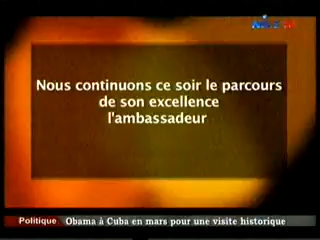 Nous continuons ce soir le parcours
de son excellence
l'ambassadeur
Politique Obama à Cuba en mars pour une visite historique